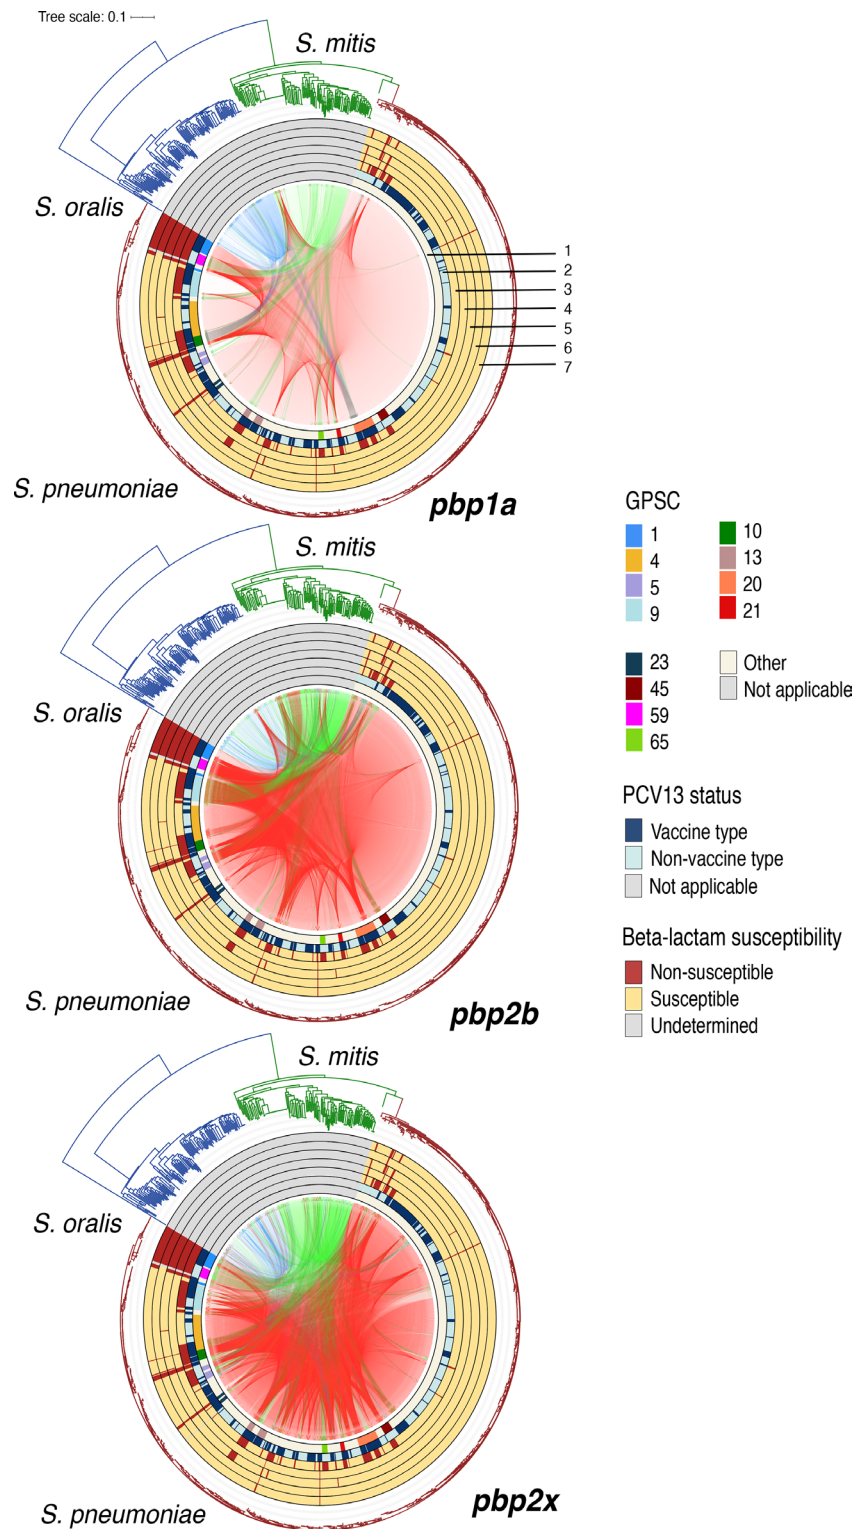 Tree scale: 0.1
S. mitis
S. oralis
1
2
3
4
5
6
7
S. pneumoniae
pbp1a
GPSC
1
4
5
9
10
13
20
21
23
45
59
65
Other
Not applicable
PCV13 status
Vaccine type
Non-vaccine type
Not applicable
Beta-lactam susceptibility
Non-susceptible
Susceptible
Undetermined
S. mitis
S. oralis
S. pneumoniae
pbp2b
S. mitis
S. oralis
S. pneumoniae
pbp2x